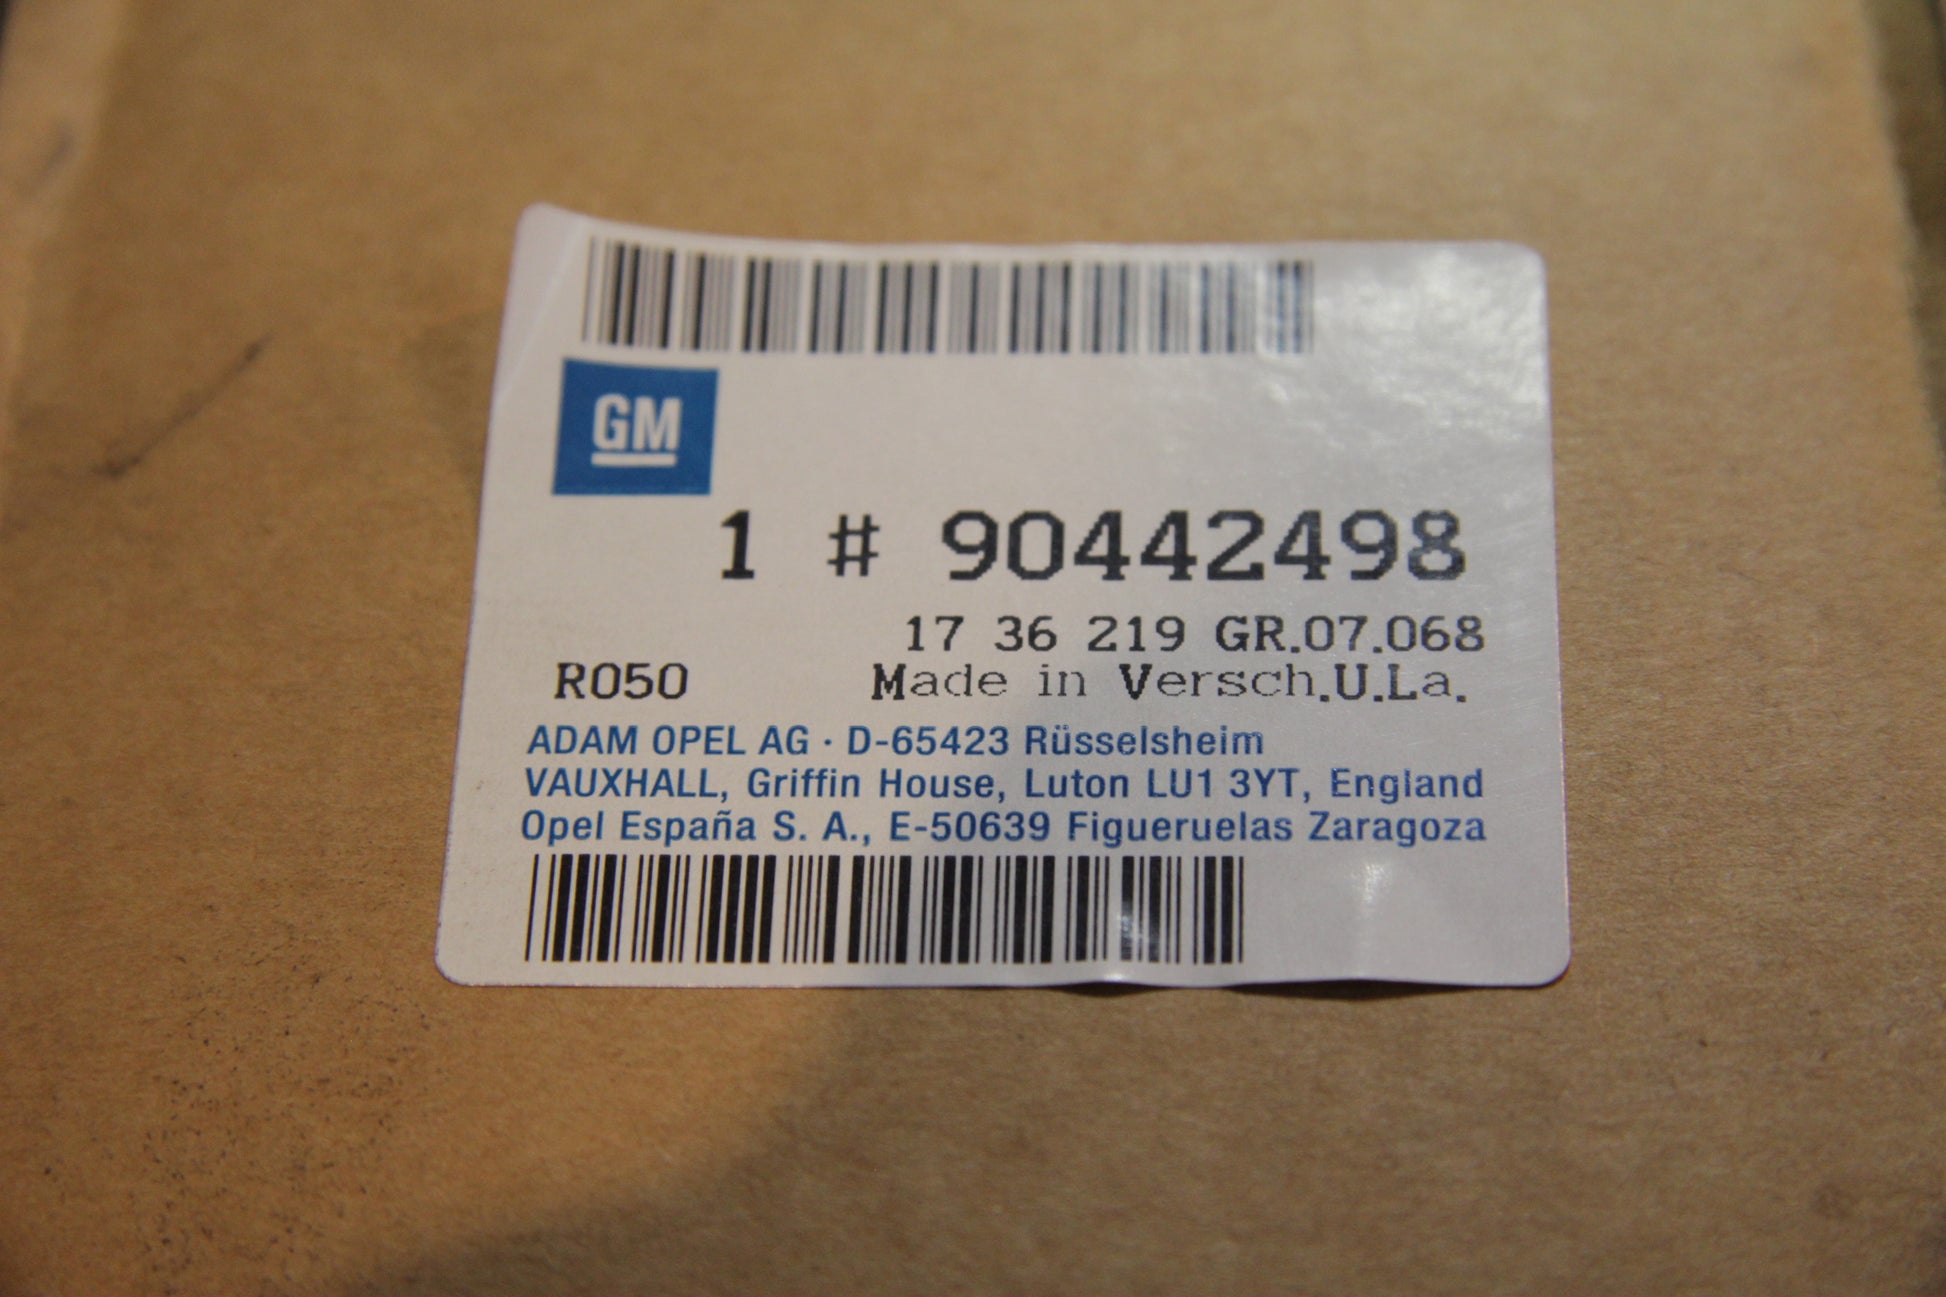 GM
1 # 90442498
17 36 219 GR.07.068
R050 Made in Versch.U.La.
ADAM OPEL AG · D-65423 Rüsselsheim
VAUXHALL, Griffin House, Luton LU1 3YT, England
Opel España S. A., E-50639 Figueruelas Zaragoza